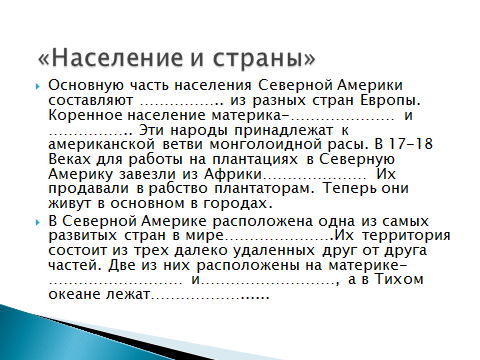 «Население и страны»
Основную часть населения Северной Америки
составляют …………….. из разных стран Европы.
Коренное население материка-………………… и
…………….. Эти народы принадлежат к
американской ветви монголоидной расы. В 17-18
Веках для работы на плантациях в Северную
Америку завезли из Африки………………… Их
продавали в рабство плантаторам. Теперь они
живут в основном в городах.
В Северной Америке расположена одна из самых
развитых стран в мире………………….Их территория
состоит из трех далеко удаленных друг от друга
частей. Две из них расположены на материке-
……………………… и………………………, а в Тихом
океане лежат……………….…...